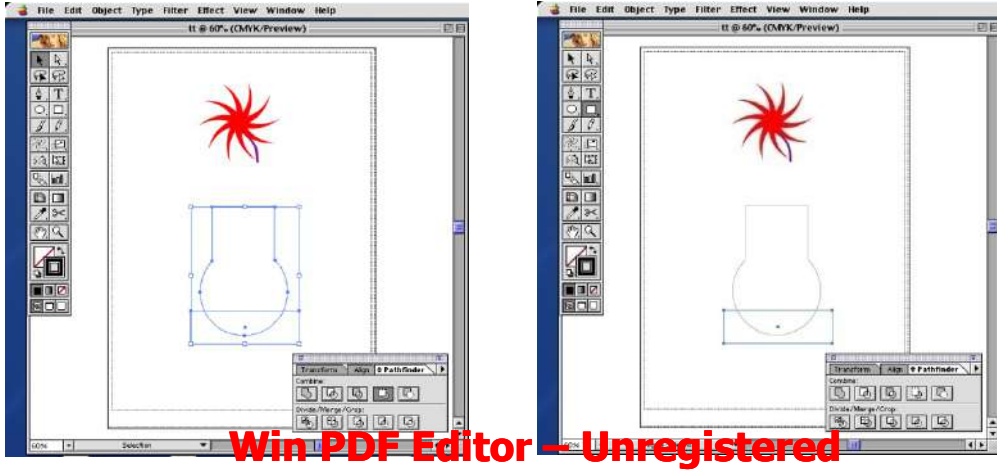 File Edit Object Type Filter Effect View Window Help
tt @ 60% (CMYK/Preview)
Transform Align Pathfinder
Combine:
Divide/Merge/Crop:
60% Selection
File Edit Object Type Filter Effect View Window Help
tt @ 60% (CMYK/Preview)
Transform Align Pathfinder
Combine:
Divide/Merge/Crop:
60%
Win PDF Editor — Unregistered